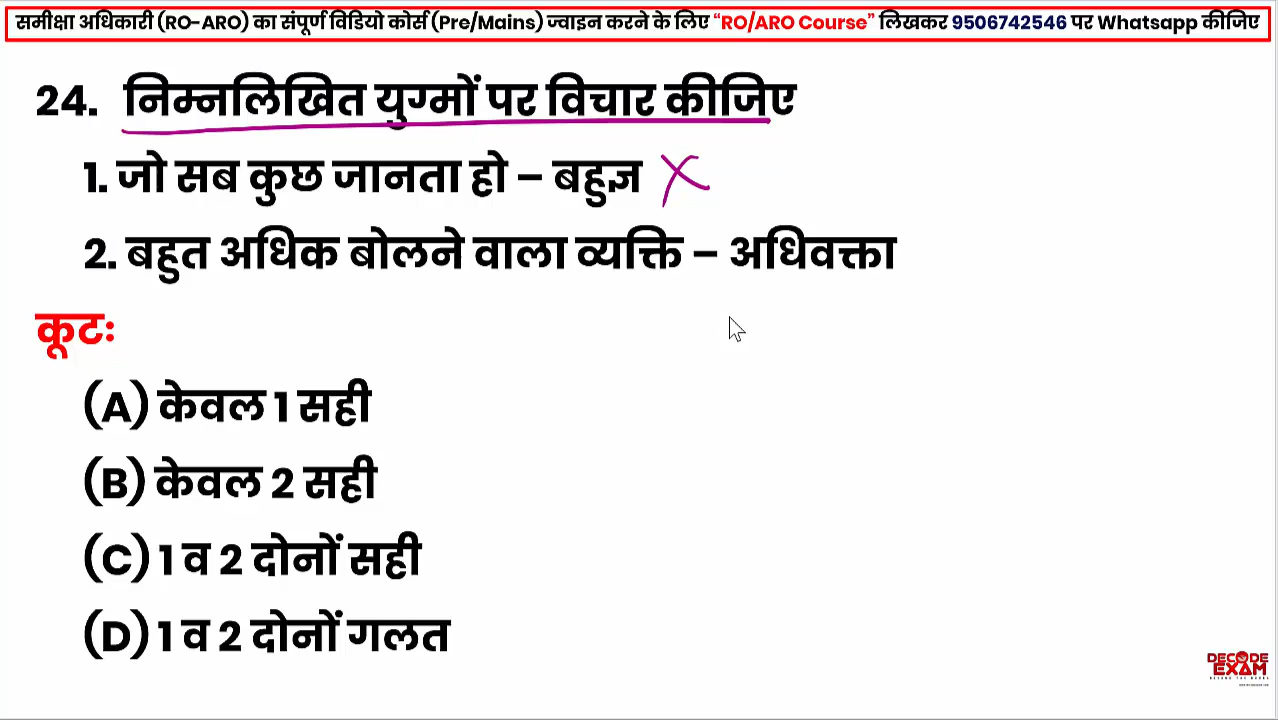 समीक्षा अधिकारी (RO-ARO) का संपूर्ण विडियो कोर्स (Pre/Mains) ज्वाइन करने के लिए “RO/ARO Course” लिखकर 9506742546 पर Whatsapp कीजिए
24. निम्नलिखित युग्मों पर विचार कीजिए
1. जो सब कुछ जानता हो – बहुज्ञ
2. बहुत अधिक बोलने वाला व्यक्ति – अधिवक्ता
कूटः
(A) केवल 1 सही
(B) केवल 2 सही
(C) 1 व 2 दोनों सही
(D) 1 व 2 दोनों गलत
DECODE
EXAM